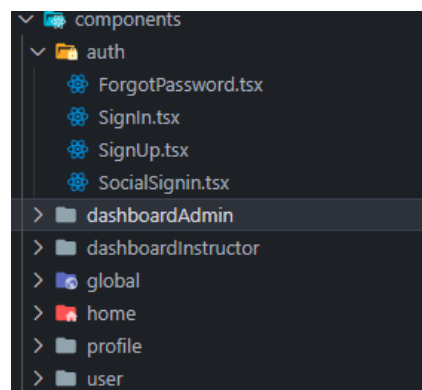 components
auth
ForgotPassword.tsx
SignIn.tsx
SignUp.tsx
SocialSignin.tsx
dashboardAdmin
dashboardInstructor
global
home
profile
user